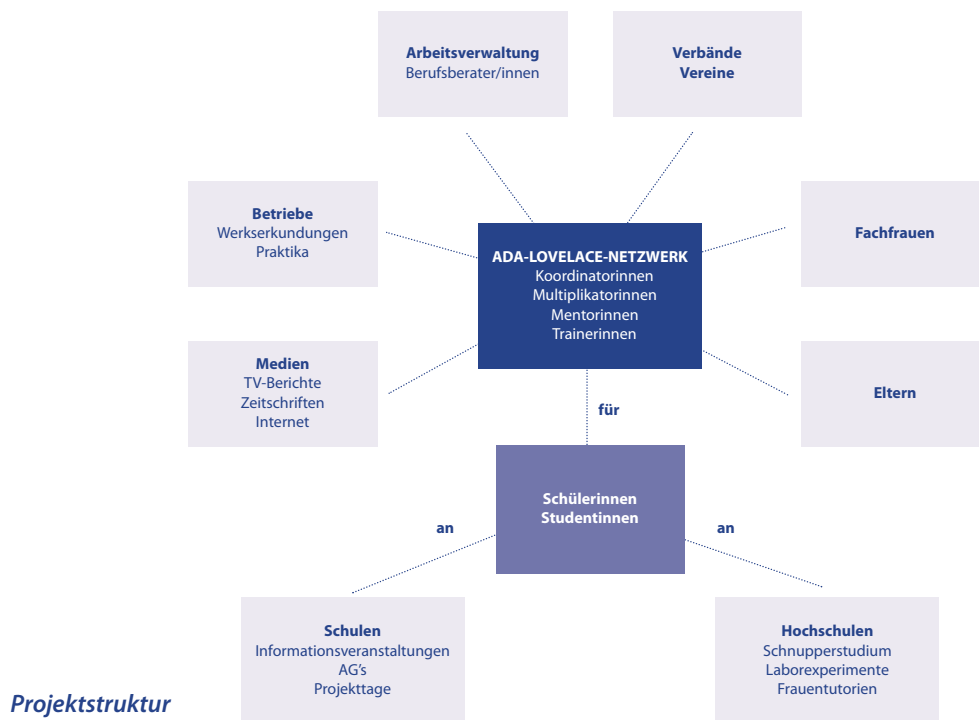 Arbeitsverwaltung
Berufsberater/innen
Verbände
Vereine
Betriebe
Werkserkundungen
Praktika
ADA-LOVELACE-NETZWERK
Koordinatorinnen
Multiplikatorinnen
Mentorinnen
Trainerinnen
Fachfrauen
Medien
TV-Berichte
Zeitschriften
Internet
Eltern
für
Schülerinnen
Studentinnen
an
an
Schulen
Informationsveranstaltungen
AG's
Projekttage
Hochschulen
Schnupperstudium
Laborexperimente
Frauentutorien
Projektstruktur